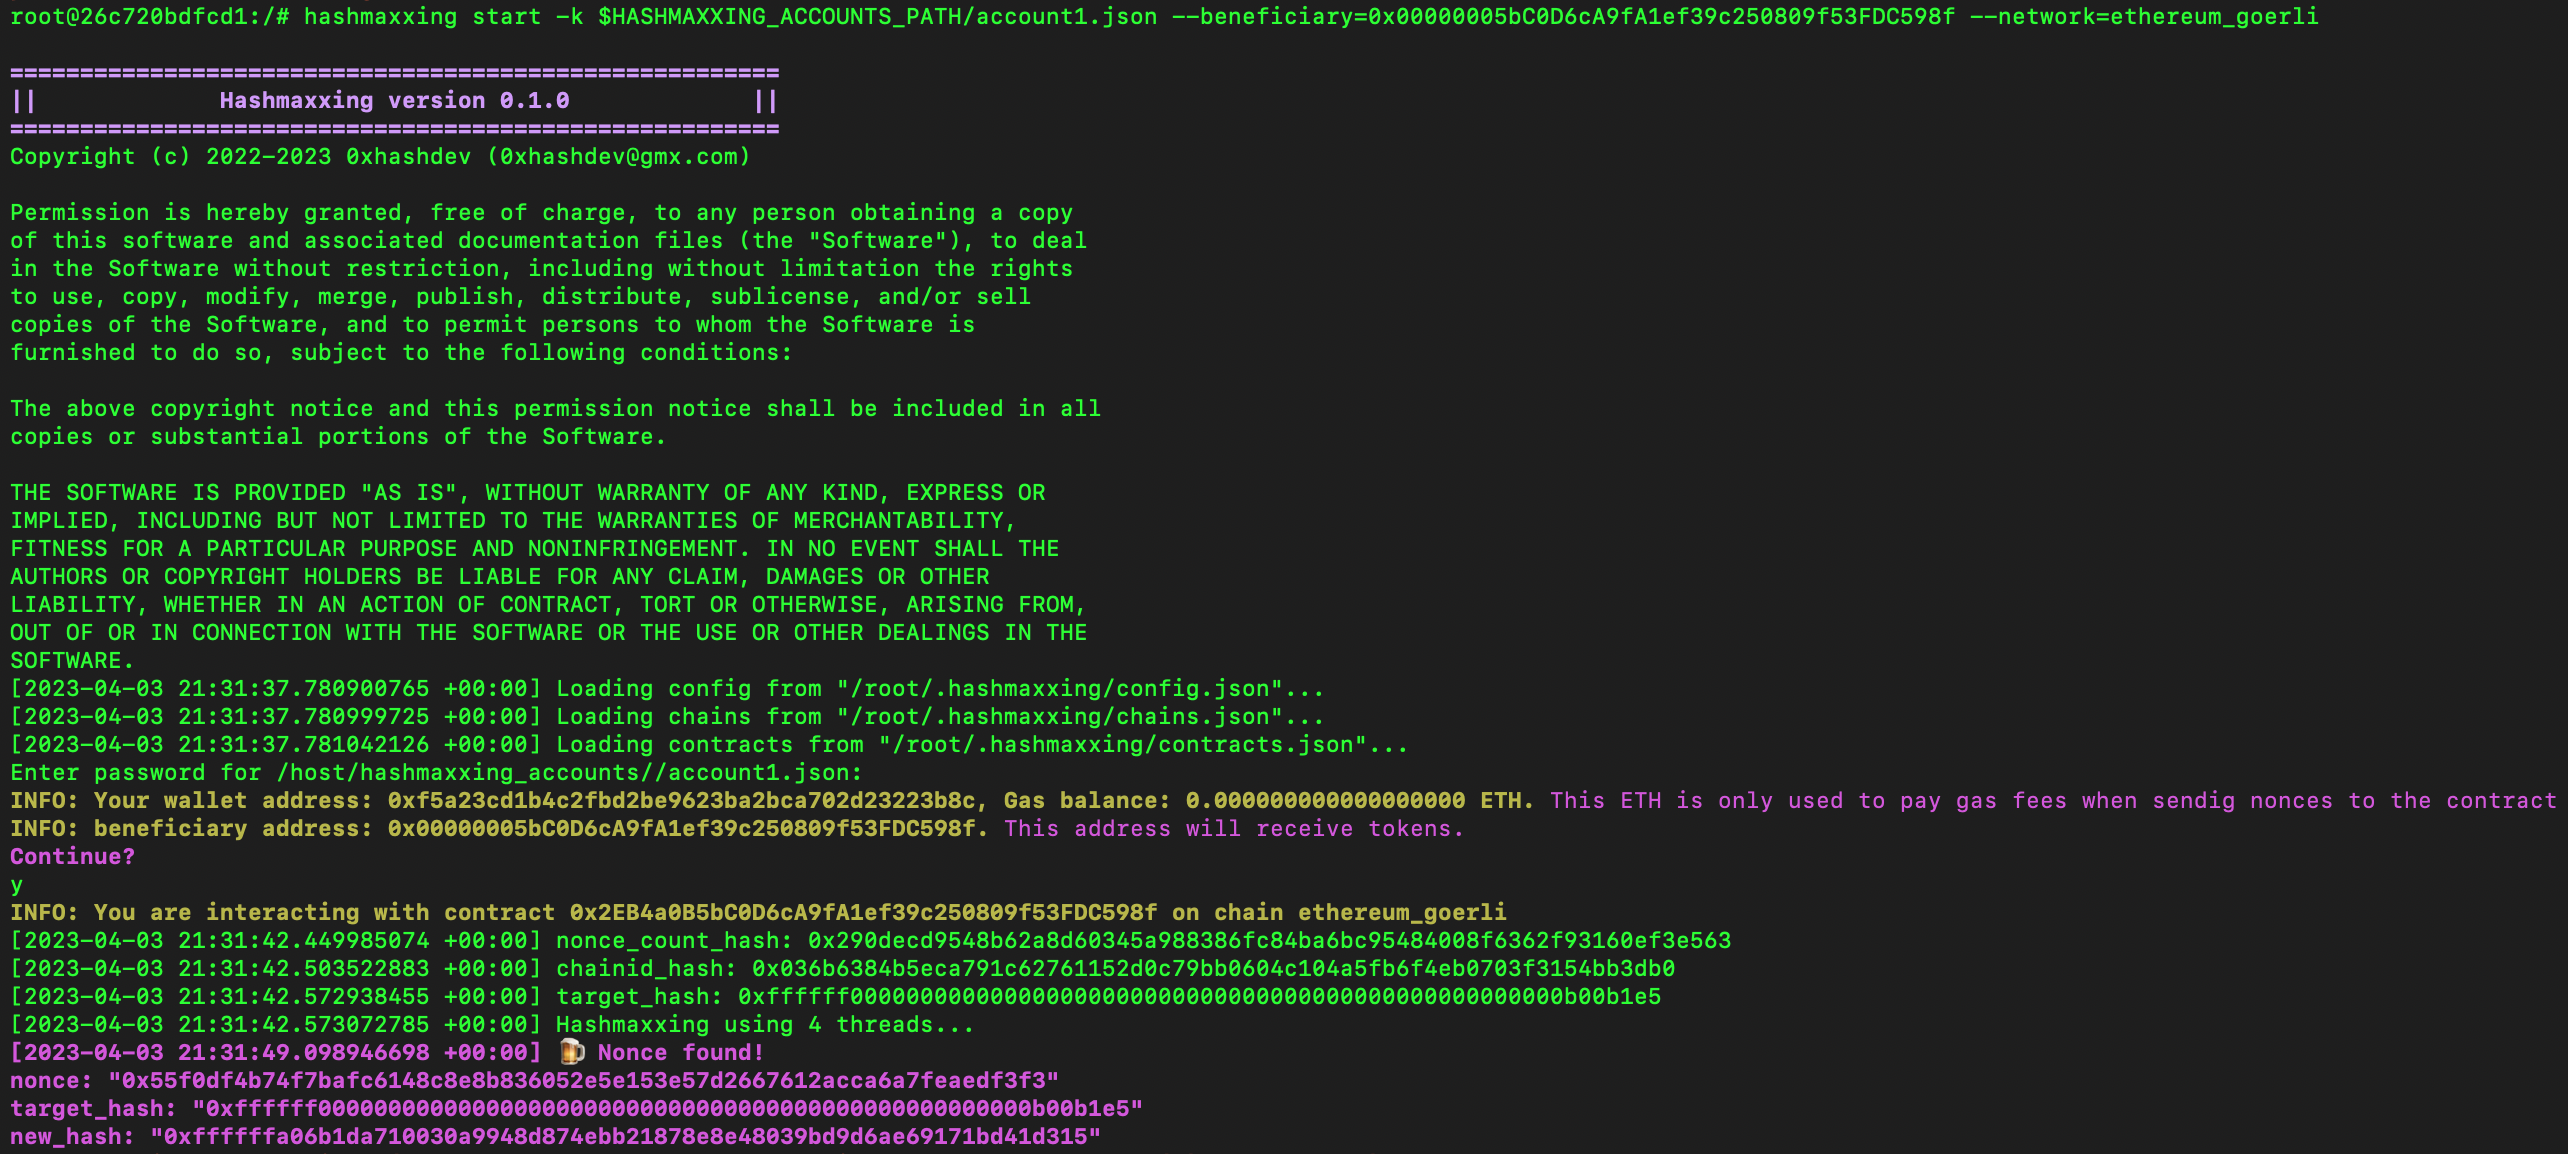 root@26c720bdfcd1:/# hashmaxxing start -k $HASHMAXXING_ACCOUNTS_PATH/account1.json --beneficiary=0x00000005bC0D6cA9fA1ef39c250809f53FDC598f --network=ethereum_goerli
=======================================================
||             Hashmaxxing version 0.1.0             ||
=======================================================
Copyright (c) 2022-2023 0xhashdev (0xhashdev@gmx.com)
Permission is hereby granted, free of charge, to any person obtaining a copy
of this software and associated documentation files (the "Software"), to deal
in the Software without restriction, including without limitation the rights
to use, copy, modify, merge, publish, distribute, sublicense, and/or sell
copies of the Software, and to permit persons to whom the Software is
furnished to do so, subject to the following conditions:
The above copyright notice and this permission notice shall be included in all
copies or substantial portions of the Software.
THE SOFTWARE IS PROVIDED "AS IS", WITHOUT WARRANTY OF ANY KIND, EXPRESS OR
IMPLIED, INCLUDING BUT NOT LIMITED TO THE WARRANTIES OF MERCHANTABILITY,
FITNESS FOR A PARTICULAR PURPOSE AND NONINFRINGEMENT. IN NO EVENT SHALL THE
AUTHORS OR COPYRIGHT HOLDERS BE LIABLE FOR ANY CLAIM, DAMAGES OR OTHER
LIABILITY, WHETHER IN AN ACTION OF CONTRACT, TORT OR OTHERWISE, ARISING FROM,
OUT OF OR IN CONNECTION WITH THE SOFTWARE OR THE USE OR OTHER DEALINGS IN THE
SOFTWARE.
[2023-04-03 21:31:37.780900765 +00:00] Loading config from "/root/.hashmaxxing/config.json"...
[2023-04-03 21:31:37.780999725 +00:00] Loading chains from "/root/.hashmaxxing/chains.json"...
[2023-04-03 21:31:37.781042126 +00:00] Loading contracts from "/root/.hashmaxxing/contracts.json"...
Enter password for /host/hashmaxxing_accounts//account1.json:
INFO: Your wallet address: 0xf5a23cd1b4c2fbd2be9623ba2bca702d23223b8c, Gas balance: 0.000000000000000000 ETH. This ETH is only used to pay gas fees when sendig nonces to the contract
INFO: beneficiary address: 0x00000005bC0D6cA9fA1ef39c250809f53FDC598f. This address will receive tokens.
Continue?
y
INFO: You are interacting with contract 0x2EB4a0B5bC0D6cA9fA1ef39c250809f53FDC598f on chain ethereum_goerli
[2023-04-03 21:31:42.449985074 +00:00] nonce_count_hash: 0x290decd9548b62a8d60345a988386fc84ba6bc95484008f6362f93160ef3e563
[2023-04-03 21:31:42.503522883 +00:00] chainid_hash: 0x036b6384b5eca791c62761152d0c79bb0604c104a5fb6f4eb0703f3154bb3db0
[2023-04-03 21:31:42.572938455 +00:00] target_hash: 0xffffff000000000000000000000000000000000000000000000000000b00b1e5
[2023-04-03 21:31:42.573072785 +00:00] Hashmaxxing using 4 threads...
[2023-04-03 21:31:49.098946698 +00:00] 🍺 Nonce found!
nonce: "0x55f0df4b74f7bafc6148c8e8b836052e5e153e57d2667612acca6a7feaedf3f3"
target_hash: "0xffffff000000000000000000000000000000000000000000000000000b00b1e5"
new_hash: "0xffffffa06b1da710030a9948d874ebb21878e8e48039bd9d6ae69171bd41d315"